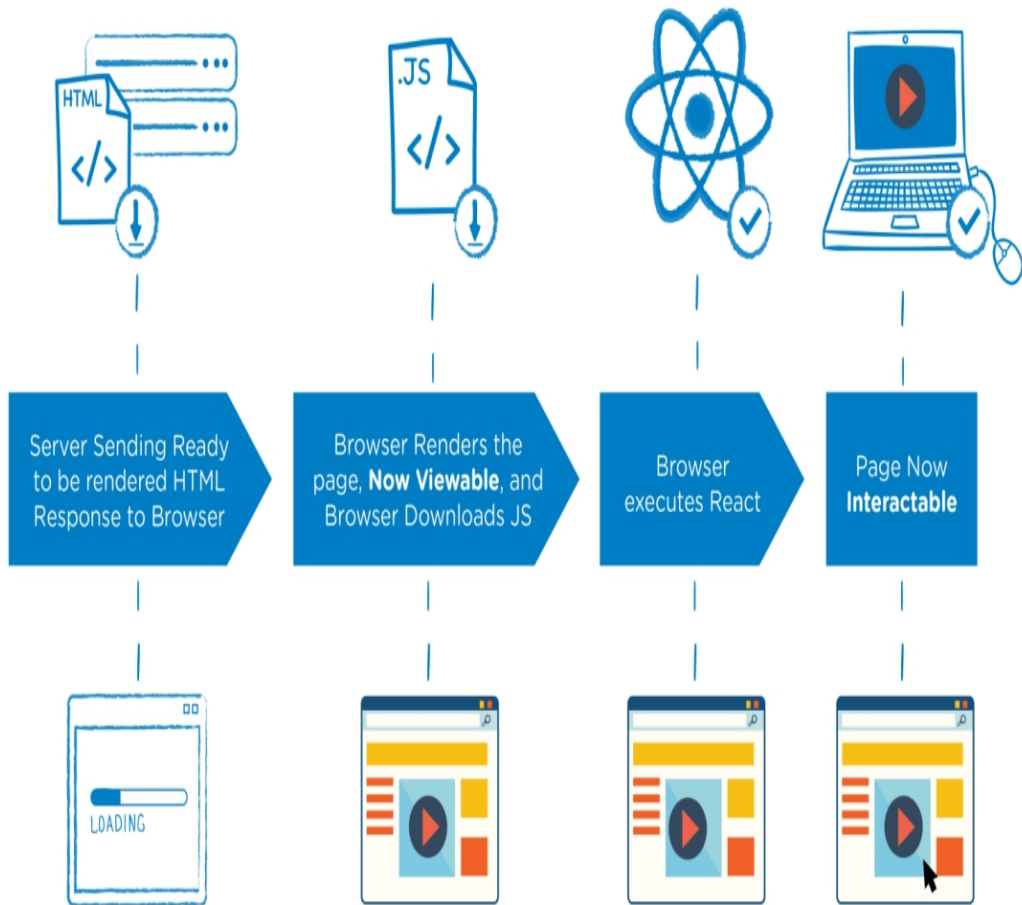 HTML
</>
.JS
</>
Server Sending Ready
to be rendered HTML
Response to Browser
Browser Renders the
page, Now Viewable, and
Browser Downloads JS
Browser
executes React
Page Now
Interactable
LOADING